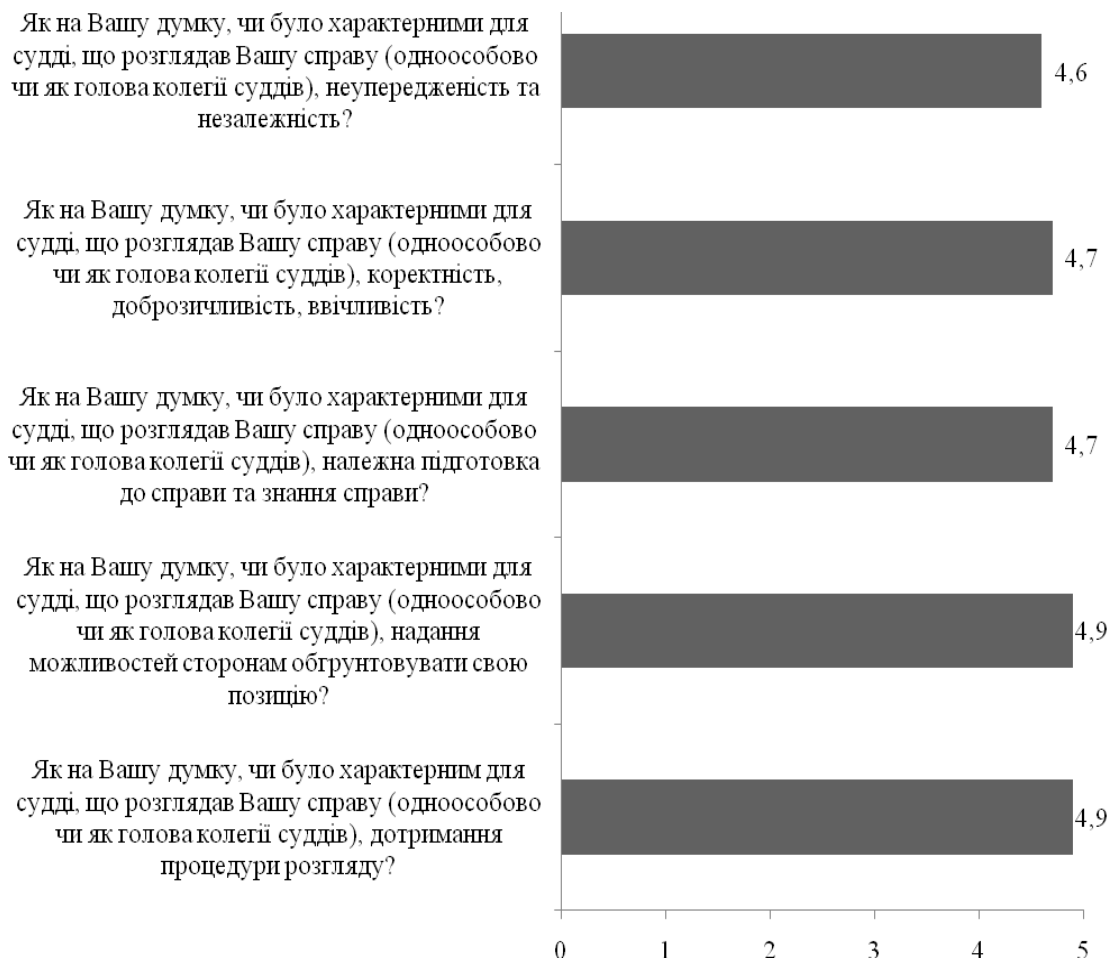 Як на Вашу думку, чи було характерними для
судді, що розглядав Вашу справу (одноособово
чи як голова колегії суддів), неупередженість та
незалежність?
4,6
Як на Вашу думку, чи було характерними для
судді, що розглядав Вашу справу (одноособово
чи як голова колегії суддів), коректність,
доброзичливість, ввічливість?
4,7
Як на Вашу думку, чи було характерними для
судді, що розглядав Вашу справу (одноособово
чи як голова колегії суддів), належна підготовка
до справи та знання справи?
4,7
Як на Вашу думку, чи було характерними для
судді, що розглядав Вашу справу (одноособово
чи як голова колегії суддів), надання
можливостей сторонам обгрунтовувати свою
позицію?
4,9
Як на Вашу думку, чи було характерним для
судді, що розглядав Вашу справу (одноособово
чи як голова колегії суддів), дотримання
процедури розгляду?
4,9
0 1 2 3 4 5